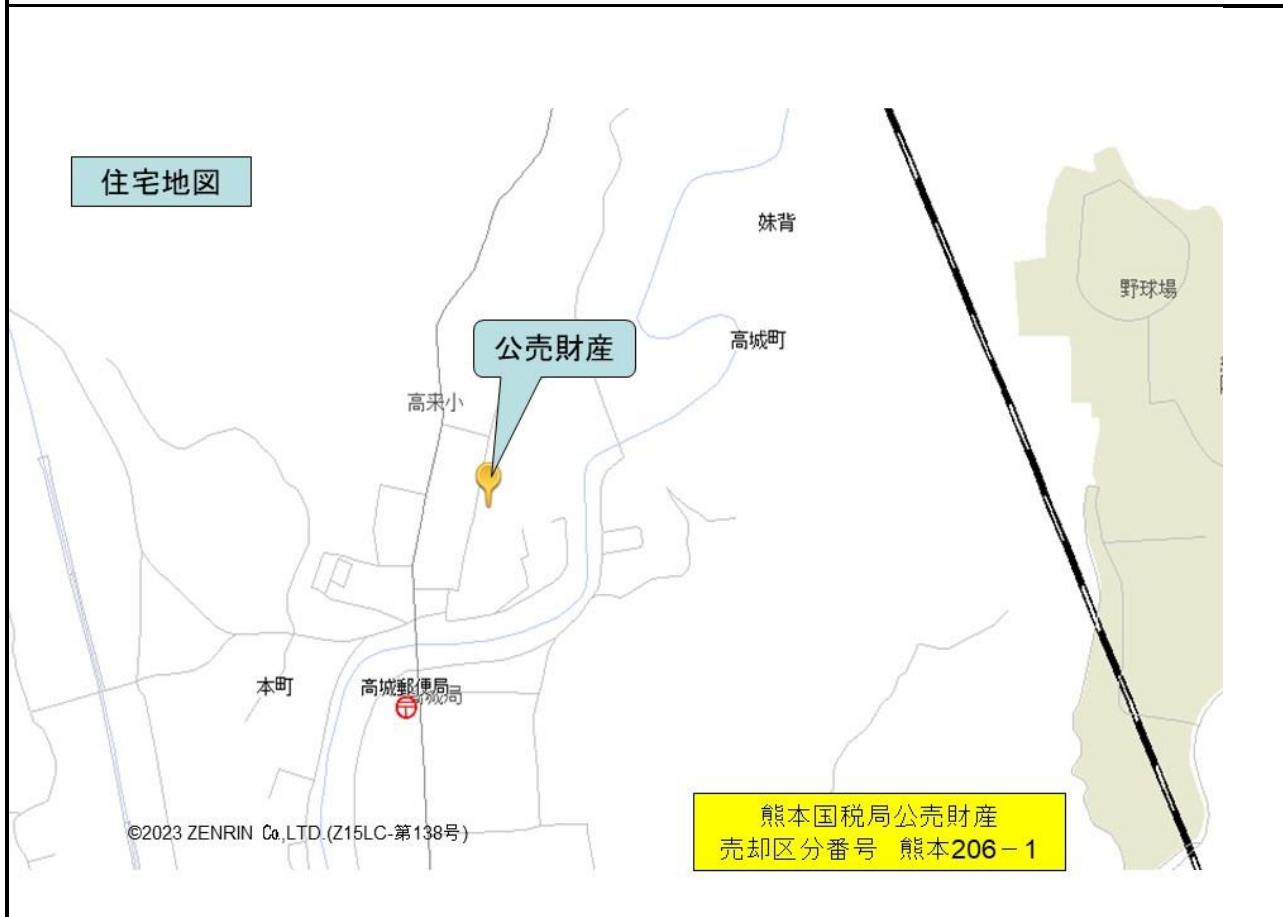 住宅地図
妹背
野球場
高城町
公売財産
高来小
本町
高城郵便局
©2023 ZENRIN Co,LTD.(Z15LC-第138号)
熊本国税局公売財産
売却区分番号 熊本206－1